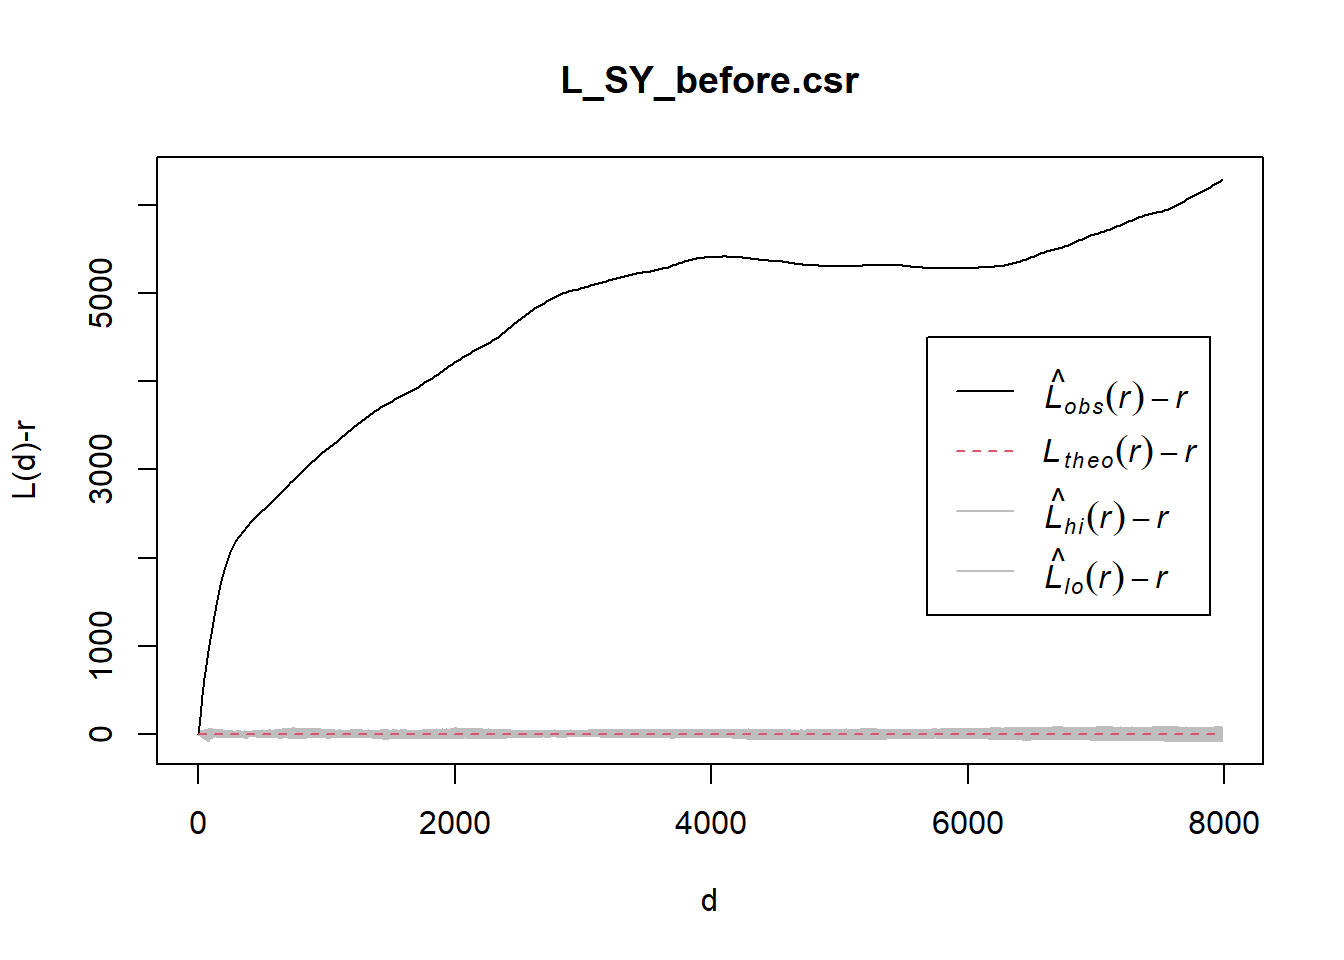 L_SY_before.csr
L(d)-r
5000
3000
1000
0
L̂obs(r) − r
Ltheo(r) − r
L̂hi(r) − r
L̂lo(r) − r
0 2000 4000 6000 8000
d